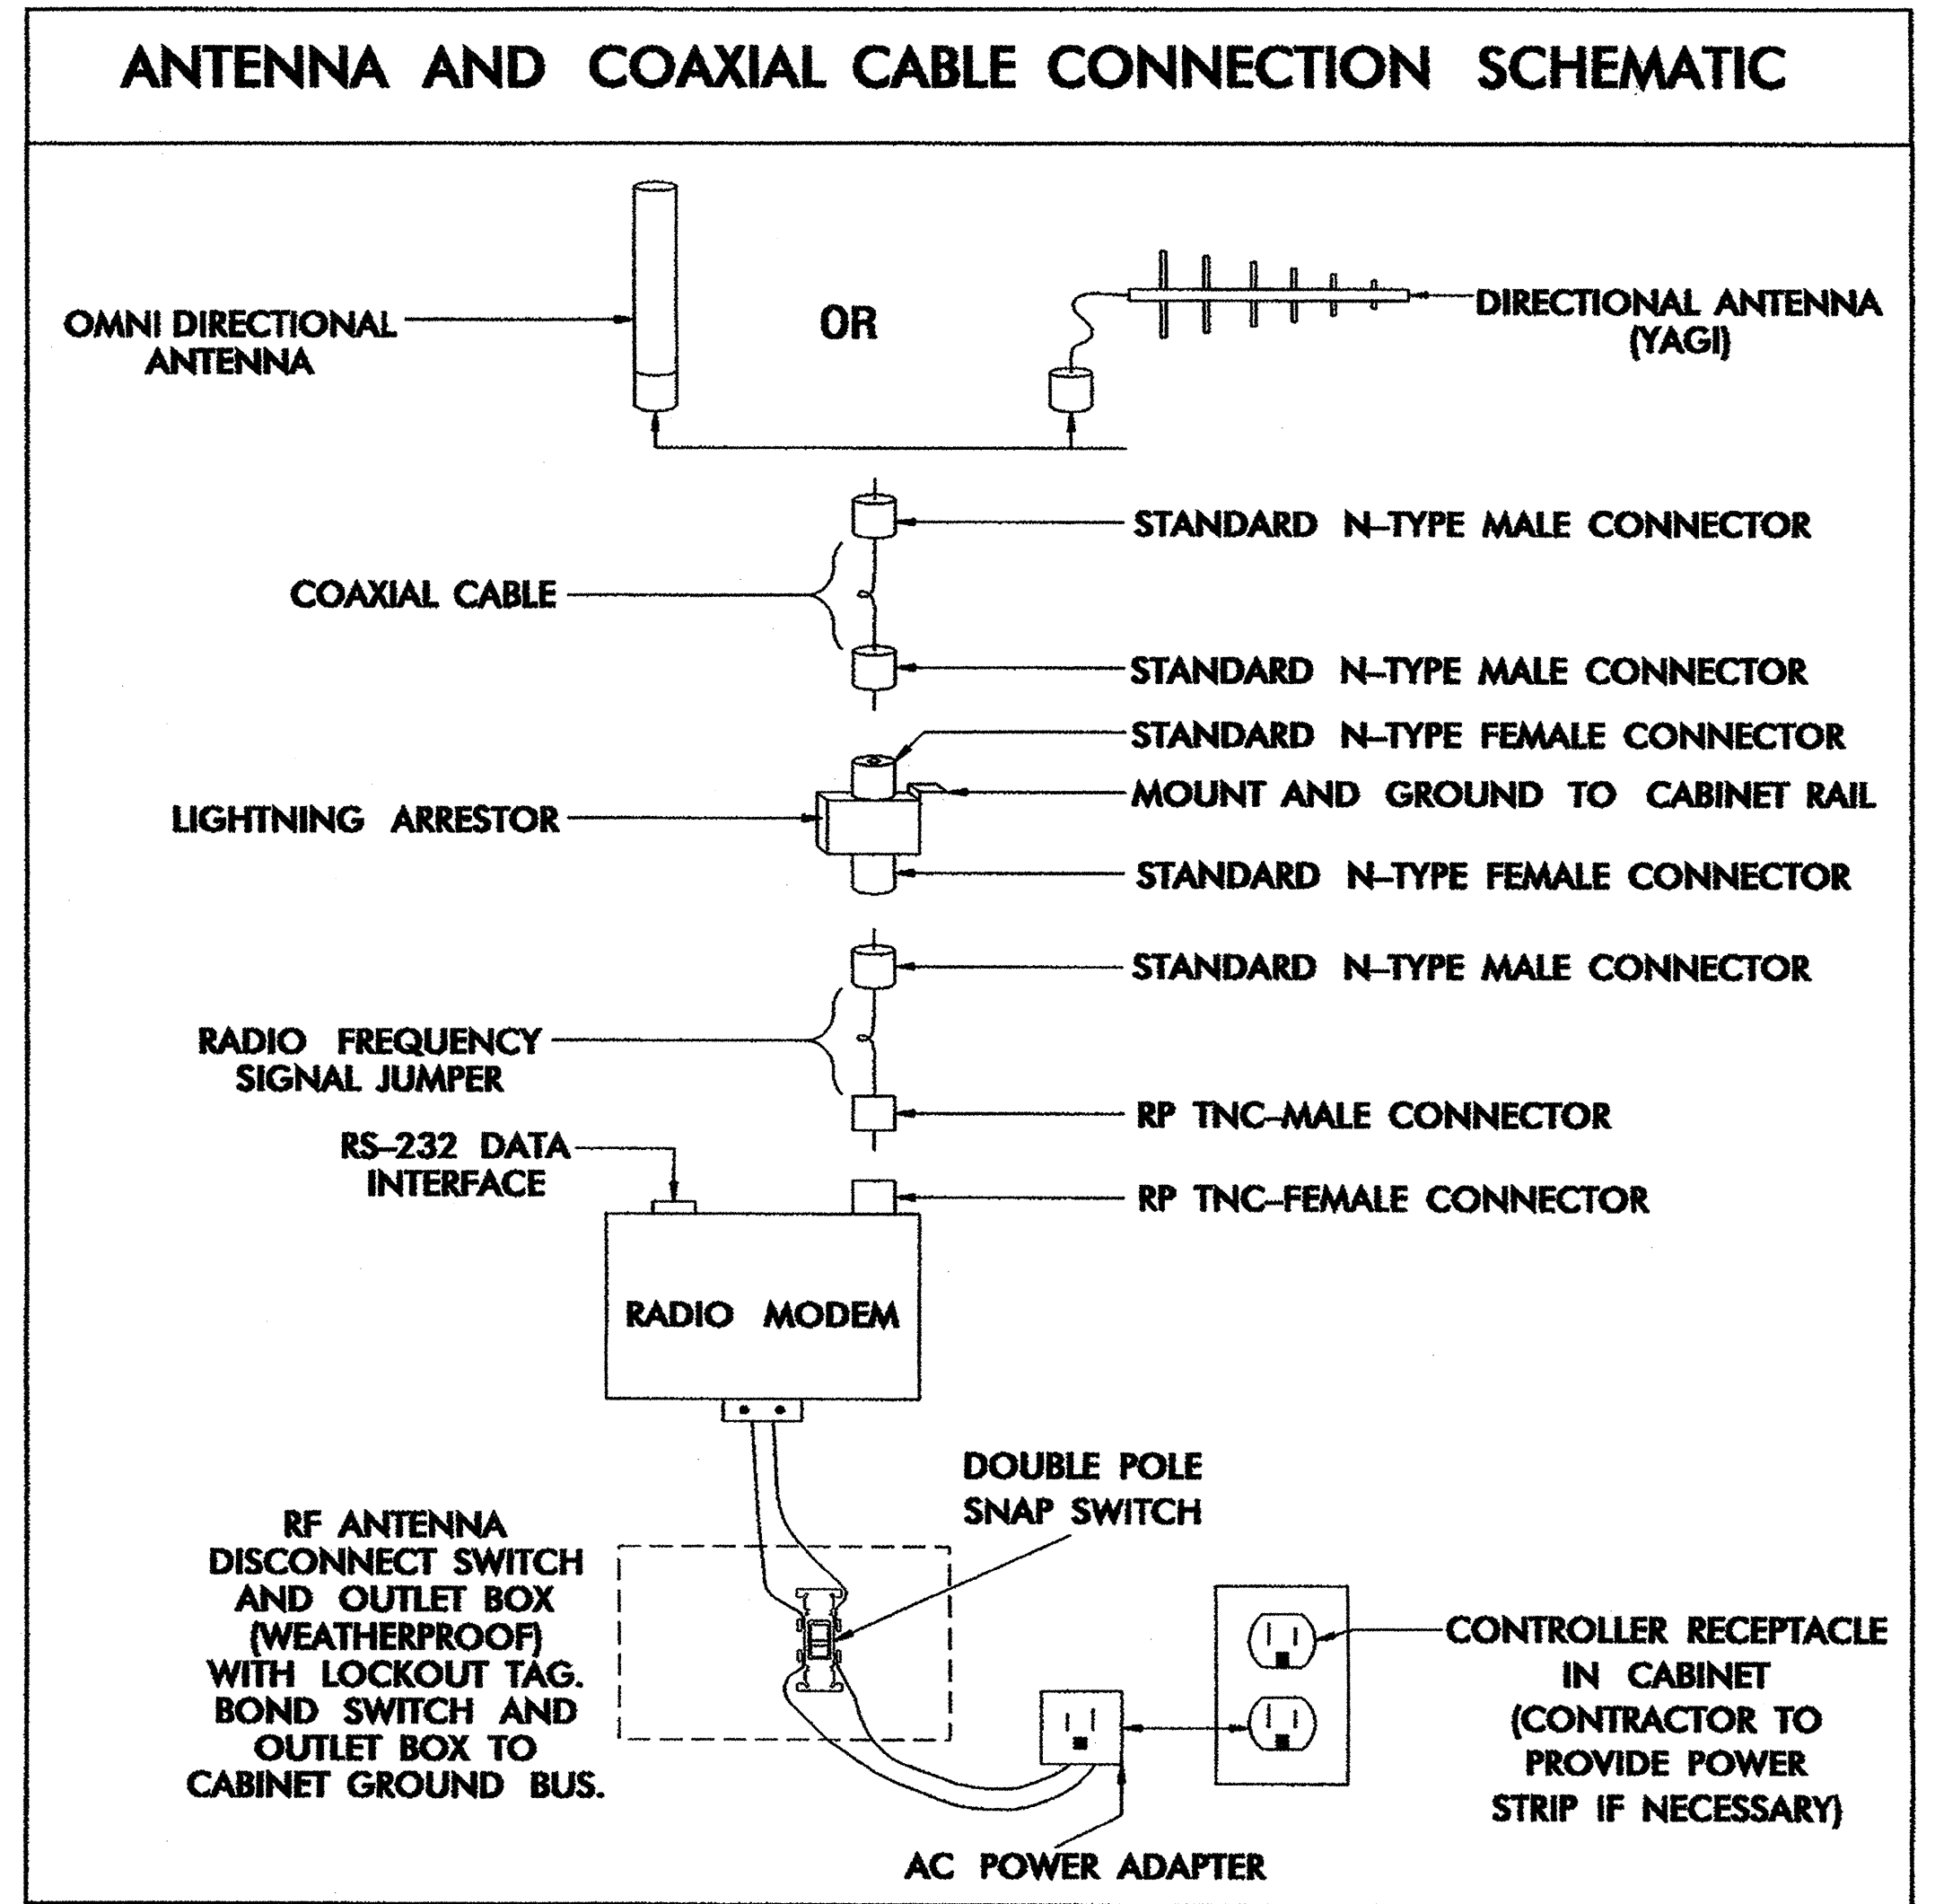 ANTENNA AND COAXIAL CABLE CONNECTION SCHEMATIC
OMNI DIRECTIONAL
ANTENNA
OR
DIRECTIONAL ANTENNA
(YAGI)
STANDARD N-TYPE MALE CONNECTOR
COAXIAL CABLE
STANDARD N-TYPE MALE CONNECTOR
STANDARD N-TYPE FEMALE CONNECTOR
MOUNT AND GROUND TO CABINET RAIL
LIGHTNING ARRESTOR
STANDARD N-TYPE FEMALE CONNECTOR
STANDARD N-TYPE MALE CONNECTOR
RADIO FREQUENCY
SIGNAL JUMPER
RP TNC-MALE CONNECTOR
RS-232 DATA
INTERFACE
RP TNC-FEMALE CONNECTOR
RADIO MODEM
DOUBLE POLE
SNAP SWITCH
RF ANTENNA
DISCONNECT SWITCH
AND OUTLET BOX
(WEATHERPROOF)
WITH LOCKOUT TAG.
BOND SWITCH AND
OUTLET BOX TO
CABINET GROUND BUS.
CONTROLLER RECEPTACLE
IN CABINET
(CONTRACTOR TO
PROVIDE POWER
STRIP IF NECESSARY)
AC POWER ADAPTER